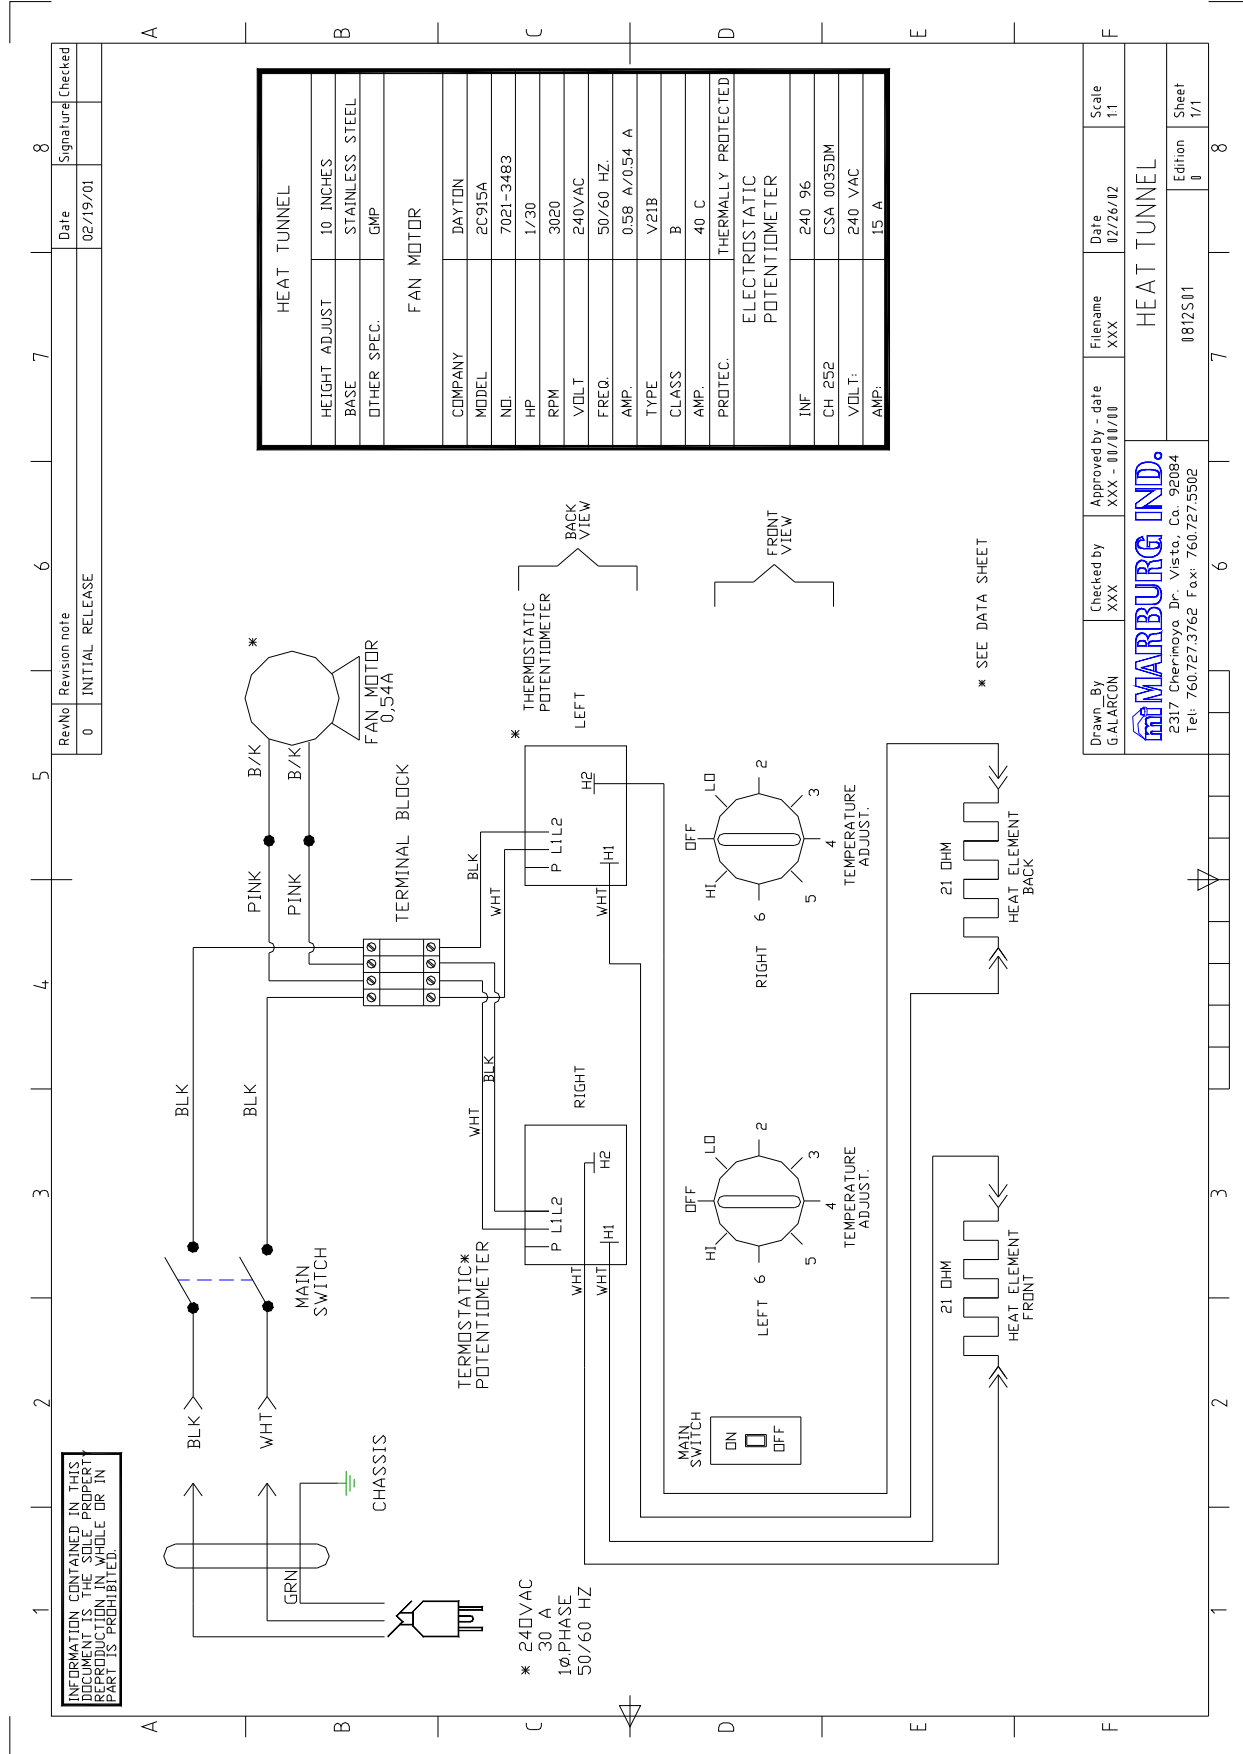 INFORMATION CONTAINED IN THIS
DOCUMENT IS THE SOLE PROPERTY
REPRODUCTION IN WHOLE OR IN
PART IS PROHIBITED.
RevNo Revision note Date Signature Checked
0 INITIAL RELEASE 02/19/01
1 2 3 4 5 6 7 8
A
B
C
D
E
F
BLK
WHT
GRN
CHASSIS
* 240VAC
30 A
1Ø.PHASE
50/60 HZ
MAIN
SWITCH
BLK
BLK
PINK
PINK
B/K
B/K
*
FAN MOTOR
0,54A
TERMINAL BLOCK
BLK
WHT
WHT
BLK
TERMOSTATIC*
POTENTIOMETER
P L1 L2
H1
H2
WHT
WHT
RIGHT
* THERMOSTATIC
POTENTIOMETER
LEFT
P L1 L2
H1
H2
WHT
BACK
VIEW
FRONT
VIEW
MAIN
SWITCH
ON
OFF
LEFT
OFF
LO
2
3
4
5
6
HI
TEMPERATURE
ADJUST.
RIGHT
OFF
LO
2
3
4
5
6
HI
TEMPERATURE
ADJUST.
21 OHM
HEAT ELEMENT
FRONT
21 OHM
HEAT ELEMENT
BACK
* SEE DATA SHEET
HEAT TUNNEL
HEIGHT ADJUST 10 INCHES
BASE STAINLESS STEEL
OTHER SPEC. GMP
FAN MOTOR
COMPANY DAYTON
MODEL 2C915A
NO. 7021-3483
HP 1/30
RPM 3020
VOLT 240VAC
FREQ. 50/60 HZ.
AMP. 0.58 A/0.54 A
TYPE V21B
CLASS B
AMP. 40 C
PROTEC. THERMALLY PROTECTED
ELECTROSTATIC
POTENTIOMETER
INF 240 96
CH 252 CSA 0035DM
VOLT: 240 VAC
AMP: 15 A
Drawn_By
G.ALARCON
Checked by
XXX
Approved by - date
XXX - 00/00/00
Filename
XXX
Date
02/26/02
Scale
1:1
mi MARBURG IND.
2317 Cherimoya Dr. Vista, Ca. 92084
Tel: 760.727.3762 Fax: 760.727.5502
HEAT TUNNEL
0812S01
Edition
0
Sheet
1/1
1 2 3 4 5 6 7 8
A
B
C
D
E
F